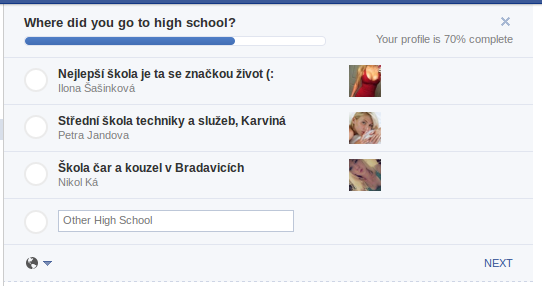 Where did you go to high school?
Your profile is 70% complete
Nejlepší škola je ta se značkou život (:
Ilona Šašinková
Střední škola techniky a služeb, Karviná
Petra Jandova
Škola čar a kouzel v Bradavicích
Nikol Ká
Other High School
NEXT